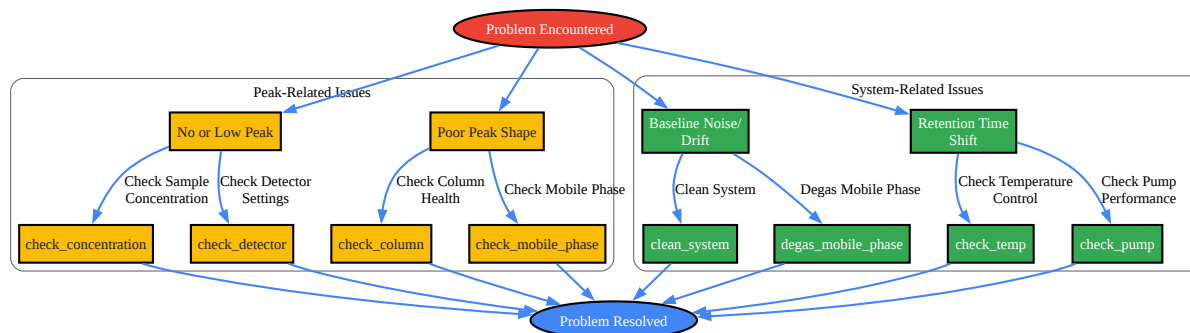 Problem Encountered
Peak-Related Issues
System-Related Issues
No or Low Peak
Poor Peak Shape
Baseline Noise/
Drift
Retention Time
Shift
Check Sample
Concentration
Check Detector
Settings
Check Column
Health
Check Mobile Phase
Clean System
Degas Mobile Phase
Check Temperature
Control
Check Pump
Performance
check_concentration
check_detector
check_column
check_mobile_phase
clean_system
degas_mobile_phase
check_temp
check_pump
Problem Resolved